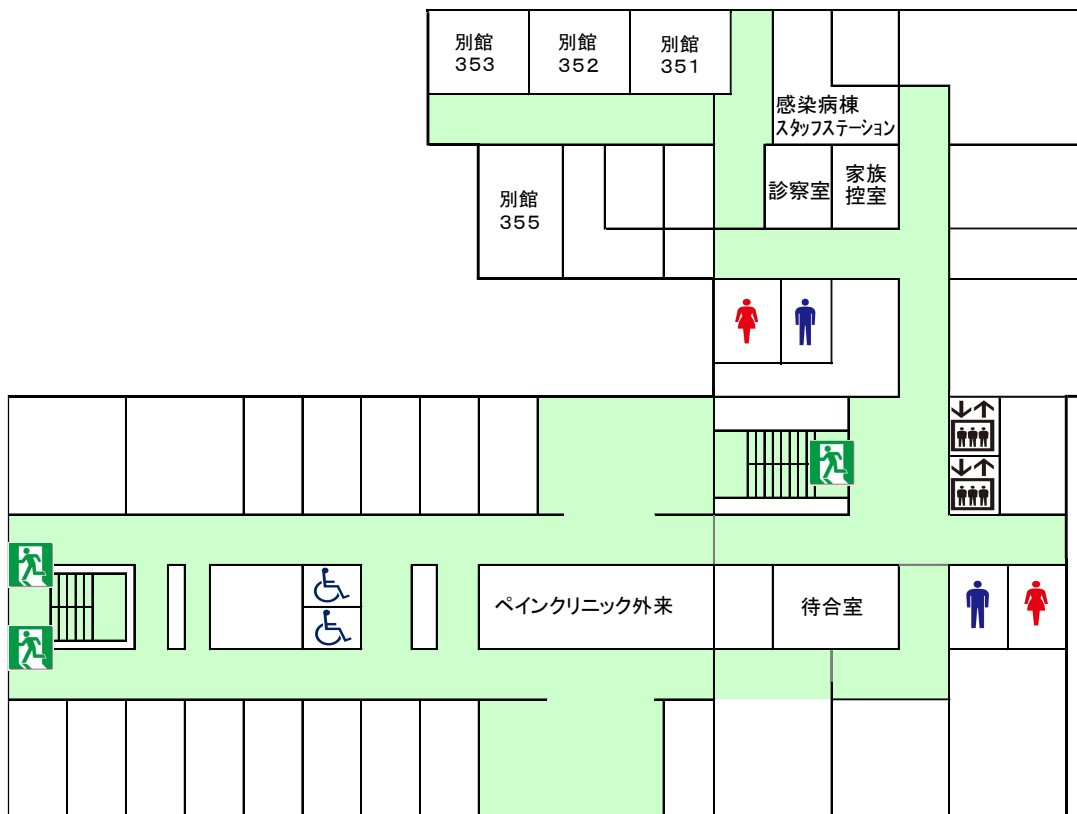 別館
353
別館
352
別館
351
感染病棟
スタッフステーション
別館
355
診察室
家族
控室
ペインクリニック外来
待合室